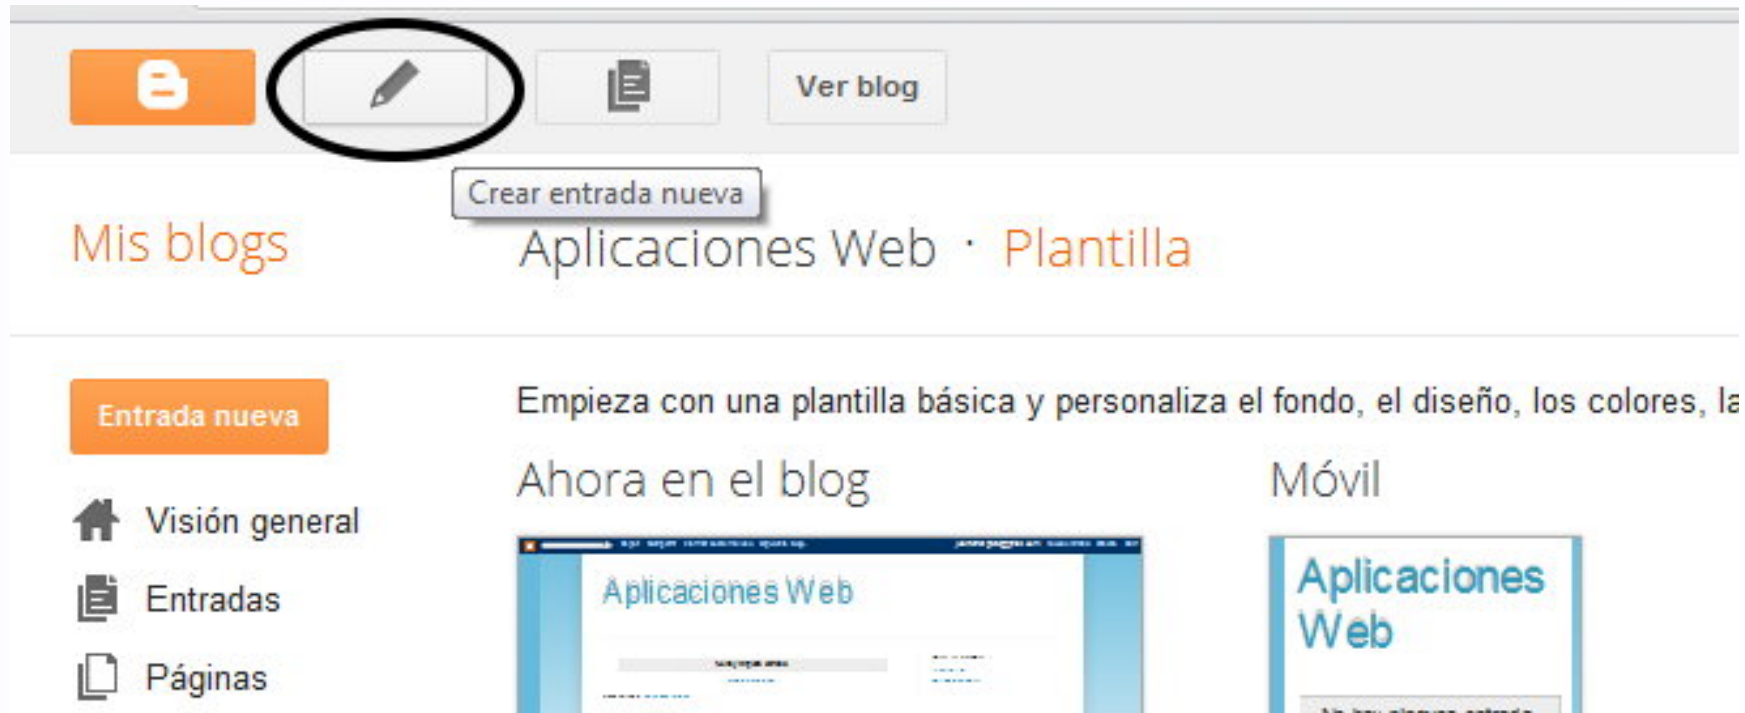 Ver blog
Crear entrada nueva
Mis blogs
Aplicaciones Web · Plantilla
Entrada nueva
Empieza con una plantilla básica y personaliza el fondo, el diseño, los colores,
Ahora en el blog
Móvil
Visión general
Entradas
Páginas
Aplicaciones Web
Aplicaciones
Web